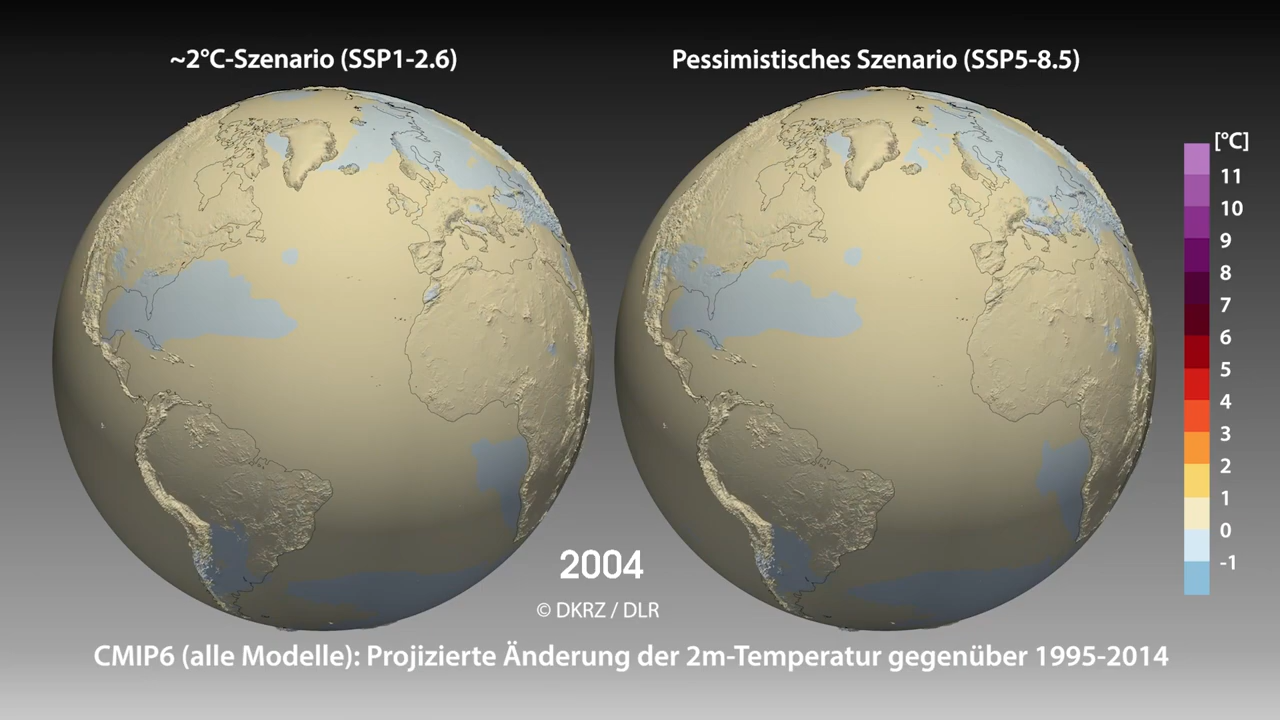 ~2°C-Szenario (SSP1-2.6)
Pessimistisches Szenario (SSP5-8.5)
[°C]
11
10
9
8
7
6
5
4
3
2
1
0
-1
2004
© DKRZ / DLR
CMIP6 (alle Modelle): Projizierte Änderung der 2m-Temperatur gegenüber 1995-2014